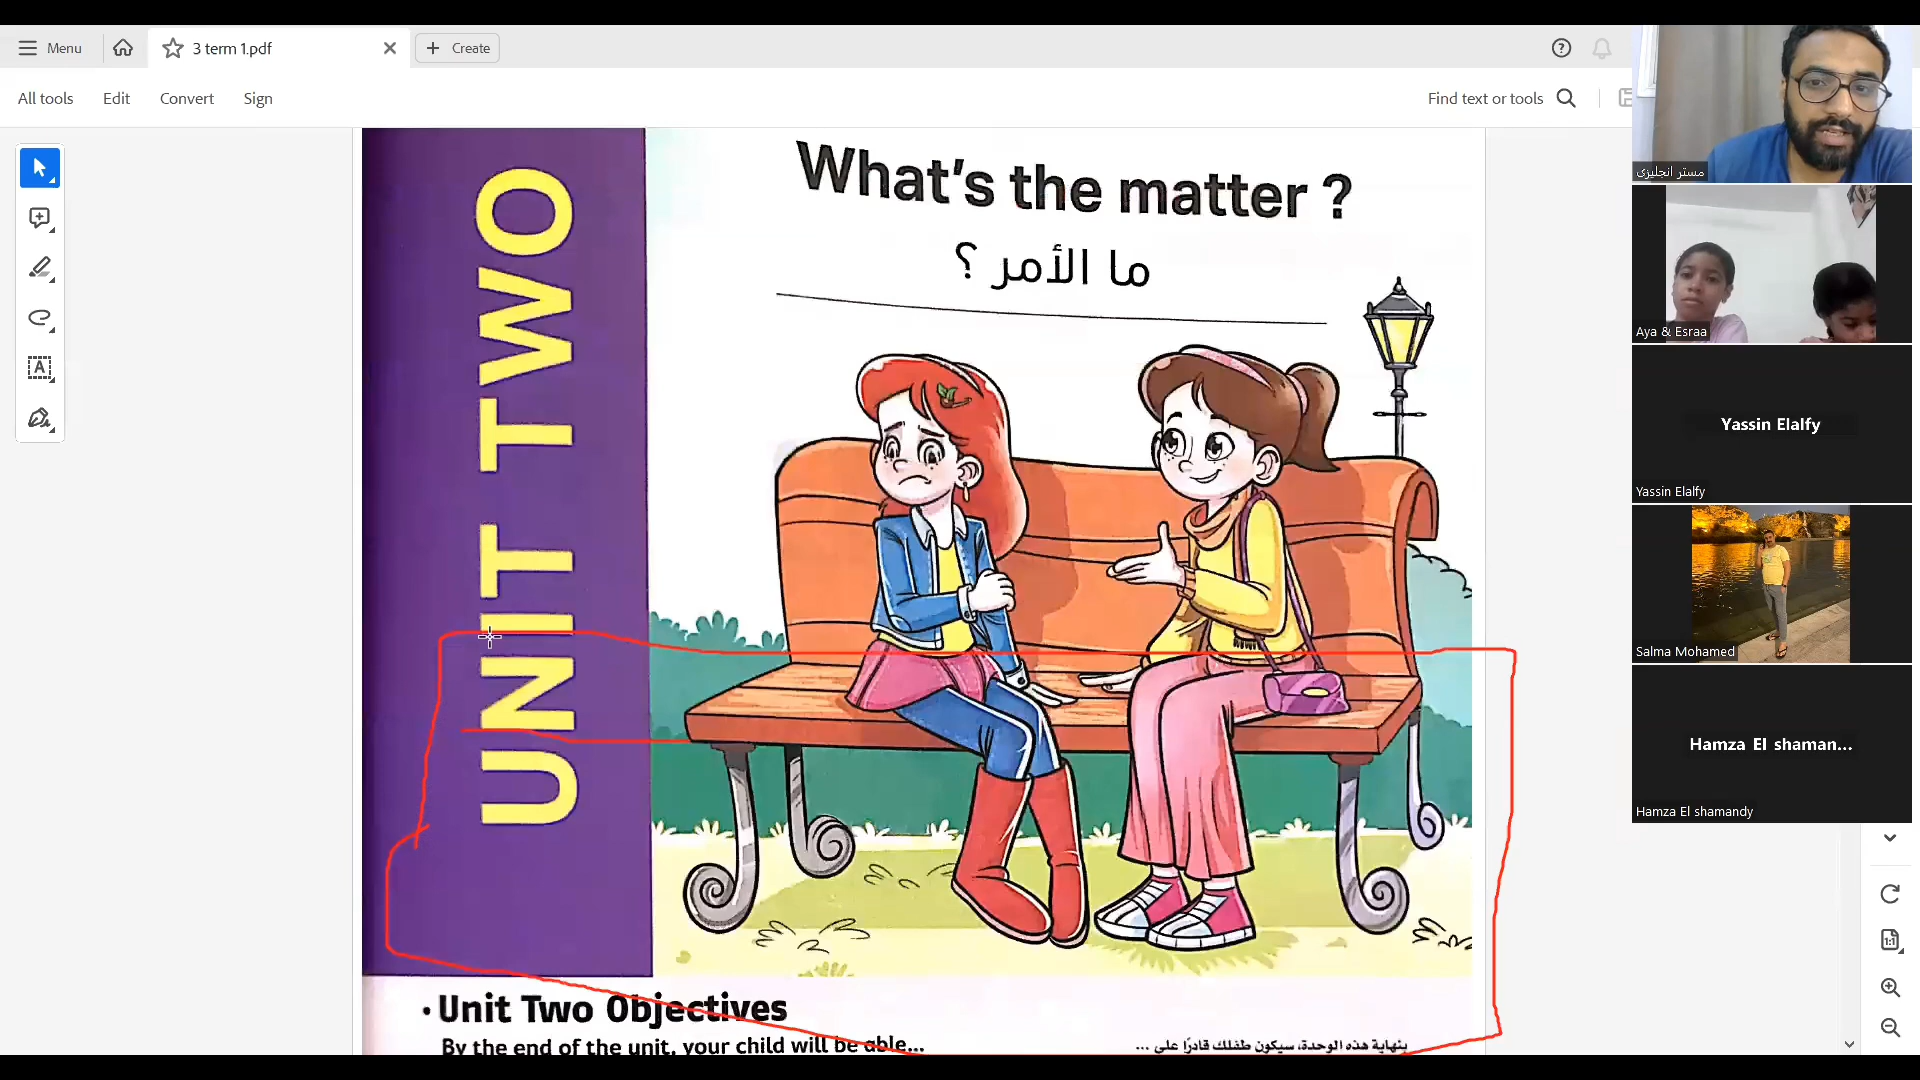 Menu
3 term 1.pdf
Create
All tools
Edit
Convert
Sign
Find text or tools
UNIT TWO
What's the matter ?
ما الأمر ؟
• Unit Two Objectives
By the end of the unit, your child will be able...
بنهاية هذه الوحدة، سيكون طفلك قادرًا على ...
مستر انجليزى
Aya & Esraa
Yassin Elalfy
Yassin Elalfy
Salma Mohamed
Hamza El shaman...
Hamza El shamandy